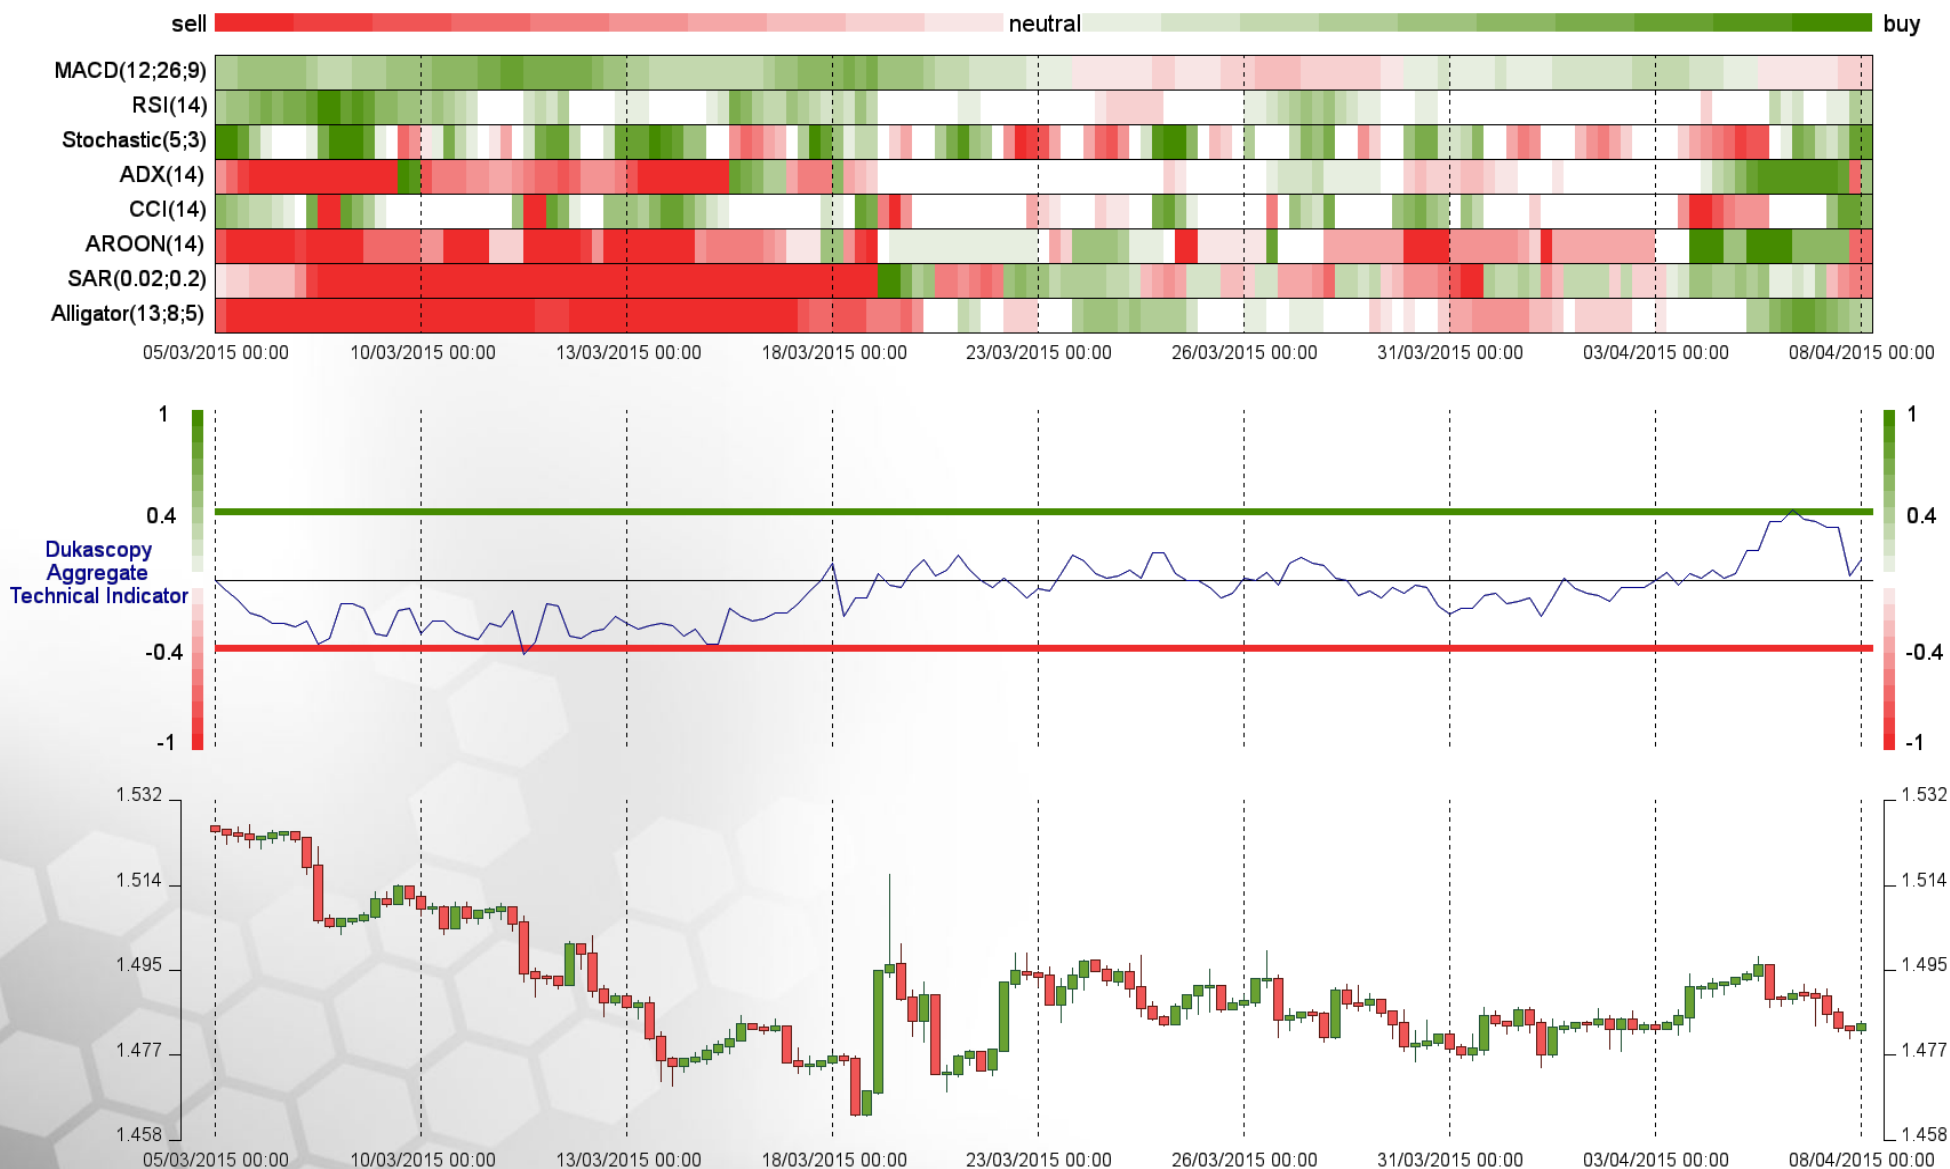 sell neutral buy
MACD(12;26;9)
RSI(14)
Stochastic(5;3)
ADX(14)
CCI(14)
AROON(14)
SAR(0.02;0.2)
Alligator(13;8;5)
05/03/2015 00:00 10/03/2015 00:00 13/03/2015 00:00 18/03/2015 00:00 23/03/2015 00:00 26/03/2015 00:00 31/03/2015 00:00 03/04/2015 00:00 08/04/2015 00:00
1 1
0.4 0.4
Dukascopy
Aggregate
Technical Indicator
-0.4 -0.4
-1 -1
1.532 1.532
1.514 1.514
1.495 1.495
1.477 1.477
1.458 1.458
05/03/2015 00:00 10/03/2015 00:00 13/03/2015 00:00 18/03/2015 00:00 23/03/2015 00:00 26/03/2015 00:00 31/03/2015 00:00 03/04/2015 00:00 08/04/2015 00:00